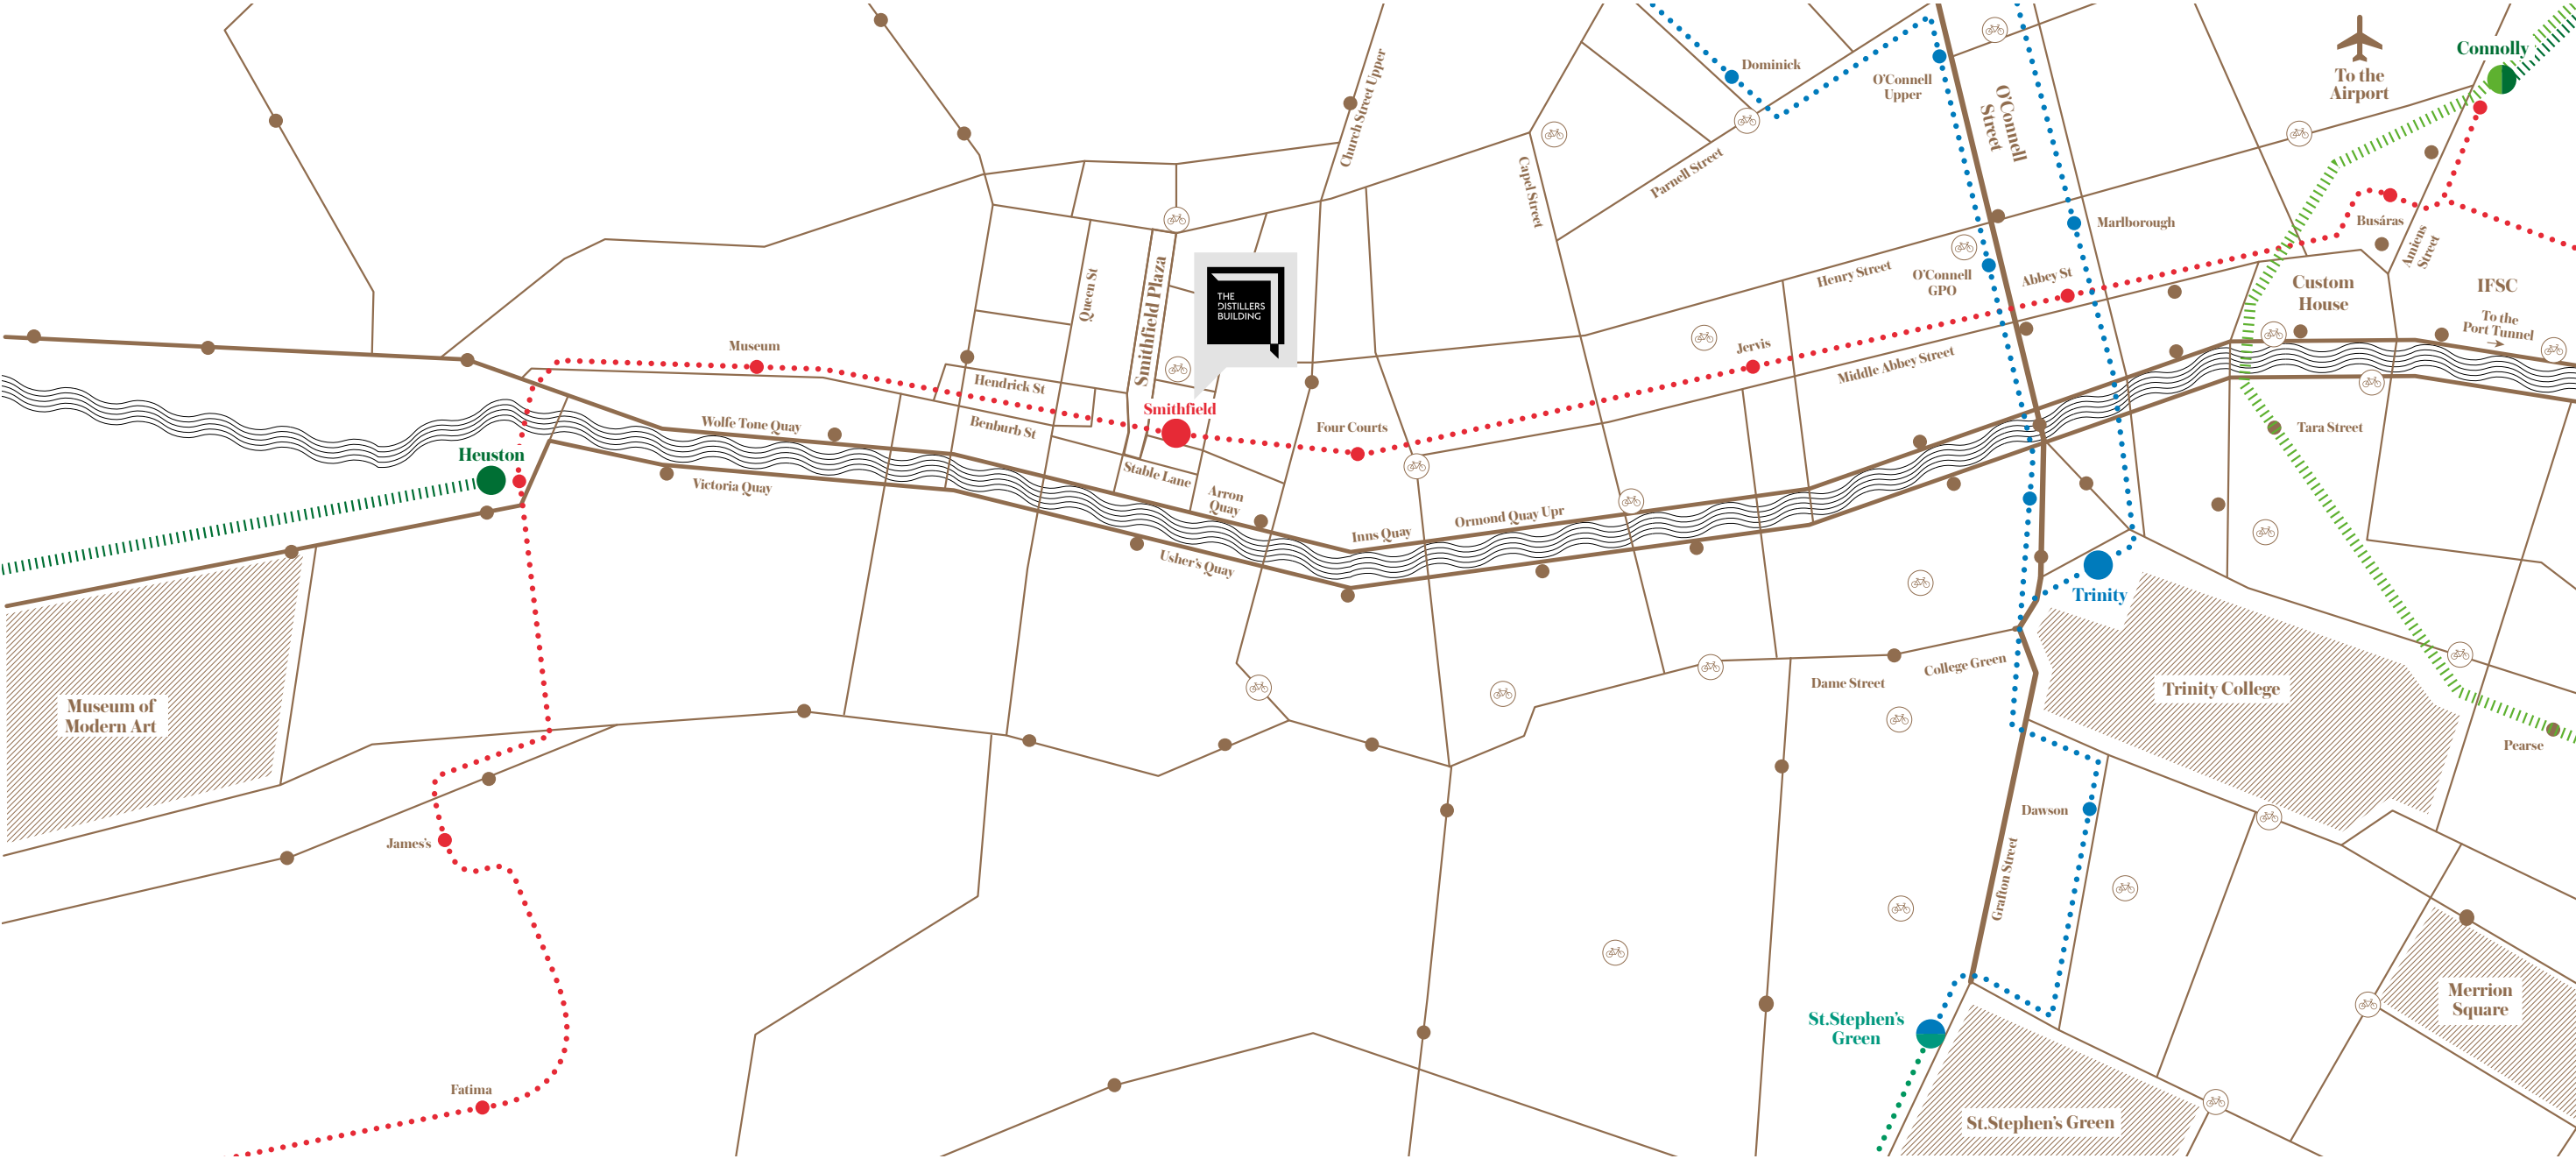 Connolly
To the
Airport
Dominick
O'Connell
Upper
O'Connell
Street
Church Street Upper
Capel Street
Parnell Street
Marlborough
Busáras
Amiens
Street
Henry Street
O'Connell
GPO
Abbey St
Custom
House
IFSC
To the
Port Tunnel
Queen St
Smithfield Plaza
THE
DISTILLERS
BUILDING
Museum
Jervis
Middle Abbey Street
Hendrick St
Smithfield
Benburb St
Wolfe Tone Quay
Four Courts
Tara Street
Heuston
Victoria Quay
Stable Lane
Arron
Quay
Inns Quay
Ormond Quay Upr
Usher's Quay
Trinity
College Green
Dame Street
Trinity College
Museum of
Modern Art
Pearse
Dawson
James's
Grafton Street
Merrion
Square
St.Stephen's
Green
Fatima
St.Stephen's Green